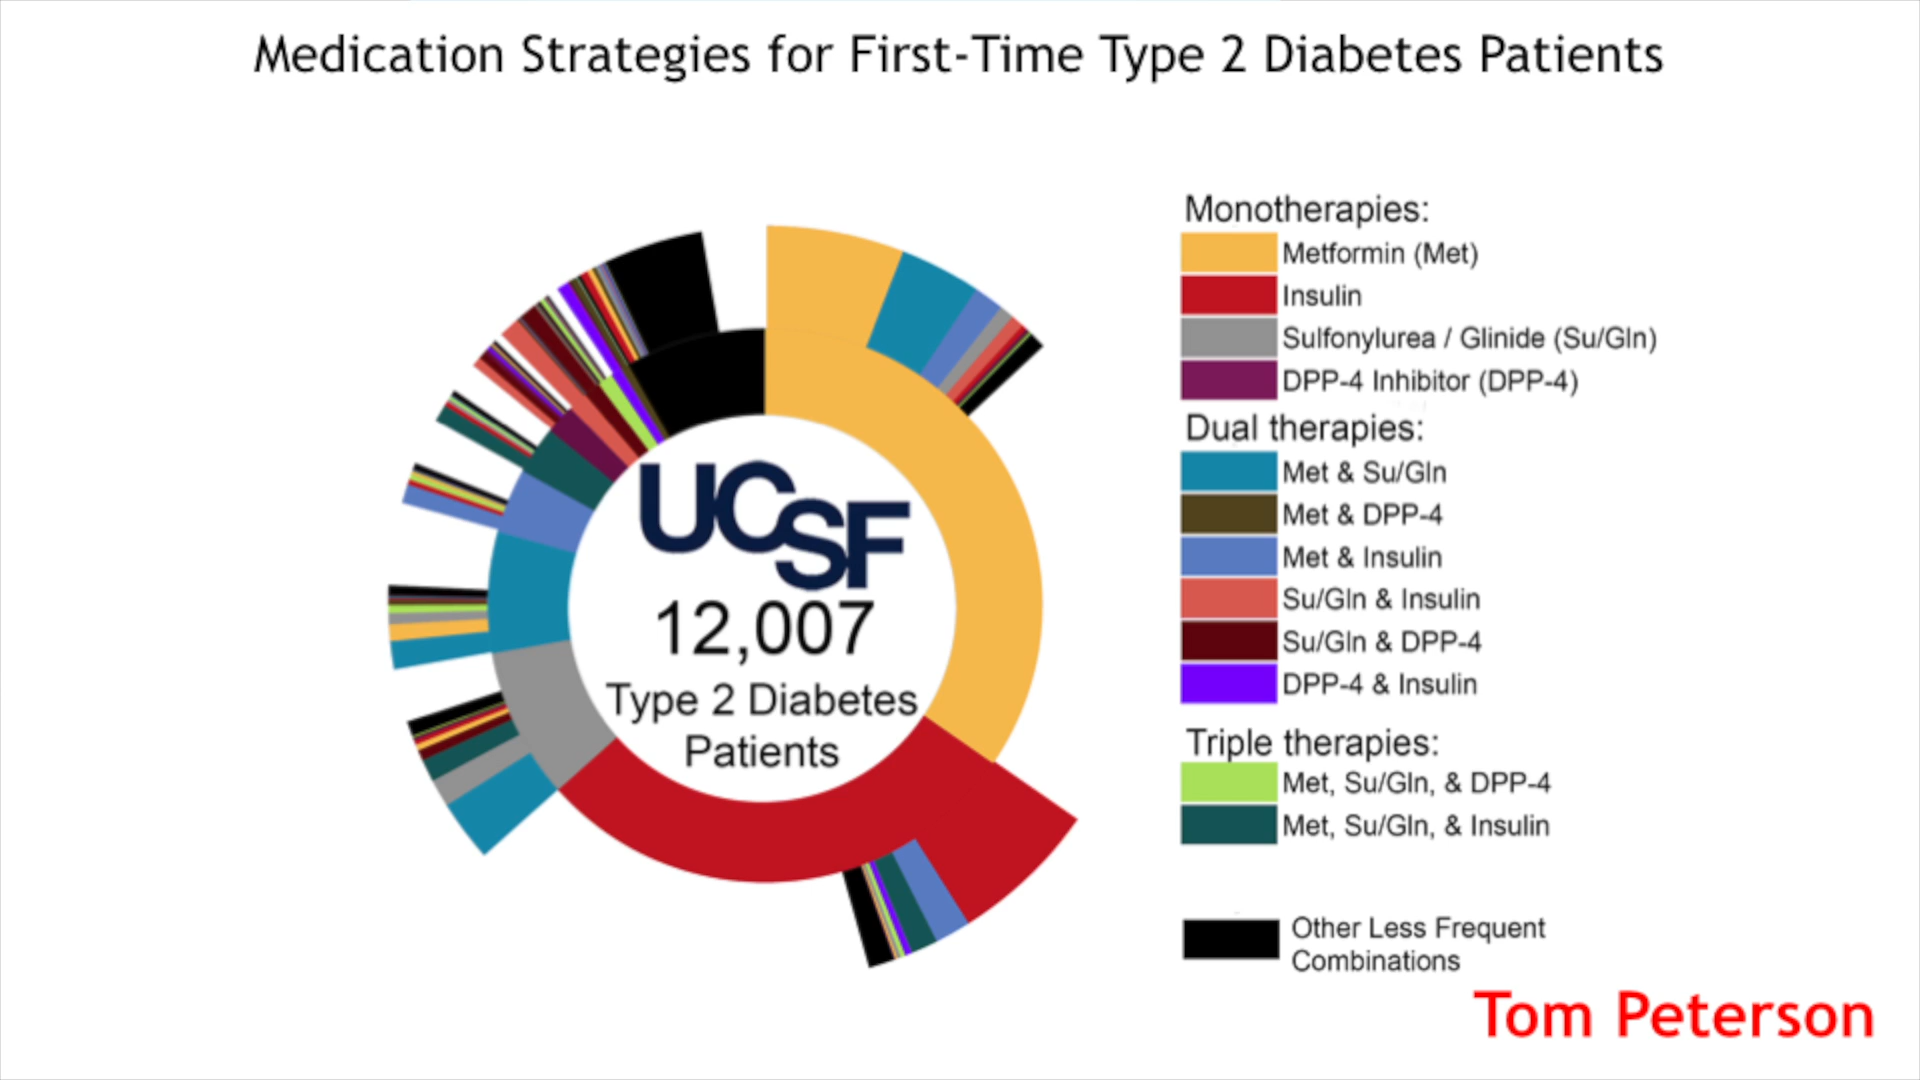 Medication Strategies for First-Time Type 2 Diabetes Patients
UCSF
12,007
Type 2 Diabetes
Patients
Monotherapies:
Metformin (Met)
Insulin
Sulfonylurea / Glinide (Su/Gln)
DPP-4 Inhibitor (DPP-4)
Dual therapies:
Met & Su/Gln
Met & DPP-4
Met & Insulin
Su/Gln & Insulin
Su/Gln & DPP-4
DPP-4 & Insulin
Triple therapies:
Met, Su/Gln, & DPP-4
Met, Su/Gln, & Insulin
Other Less Frequent
Combinations
Tom Peterson